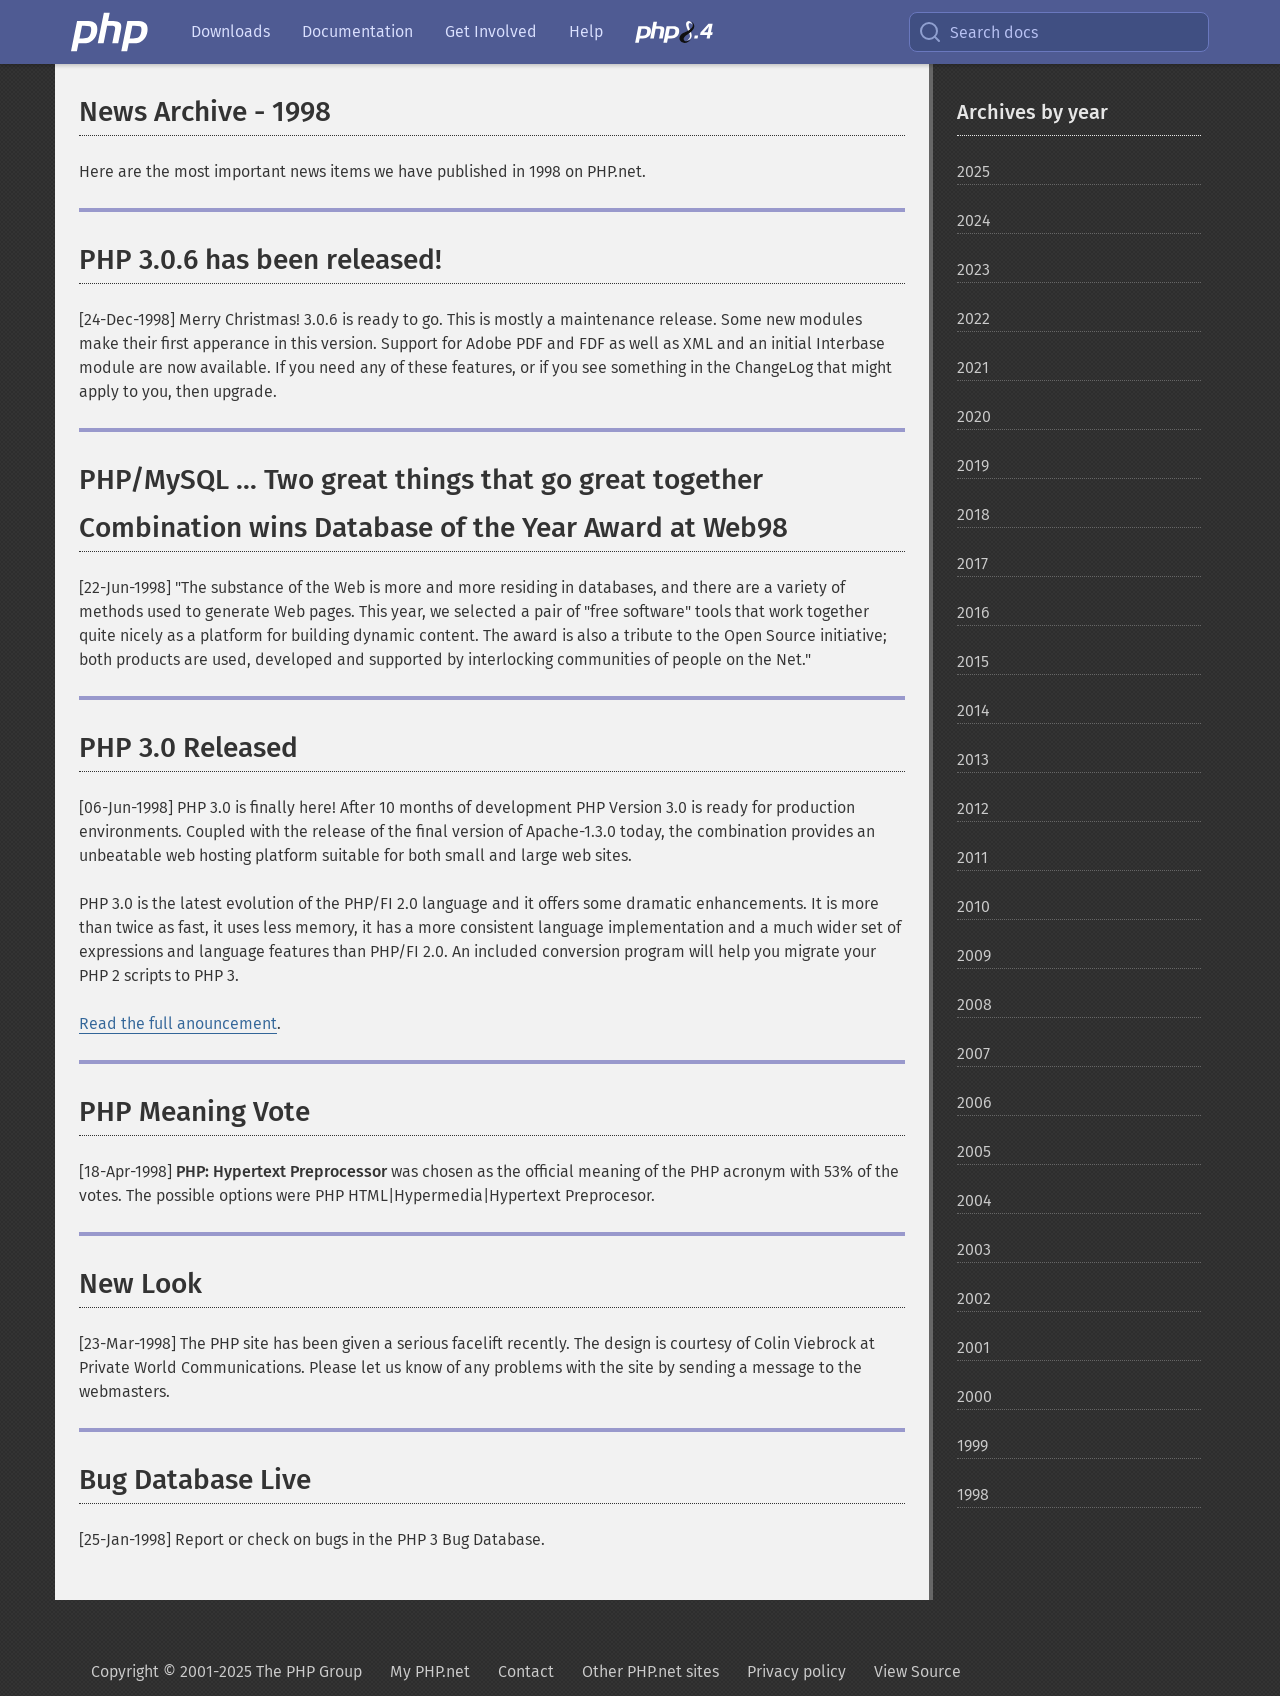 php
Downloads
Documentation
Get Involved
Help
php8.4
Search docs
News Archive - 1998
Here are the most important news items we have published in 1998 on PHP.net.
PHP 3.0.6 has been released!
[24-Dec-1998] Merry Christmas! 3.0.6 is ready to go. This is mostly a maintenance release. Some new modules
make their first apperance in this version. Support for Adobe PDF and FDF as well as XML and an initial Interbase
module are now available. If you need any of these features, or if you see something in the ChangeLog that might
apply to you, then upgrade.
PHP/MySQL ... Two great things that go great together
Combination wins Database of the Year Award at Web98
[22-Jun-1998] "The substance of the Web is more and more residing in databases, and there are a variety of
methods used to generate Web pages. This year, we selected a pair of "free software" tools that work together
quite nicely as a platform for building dynamic content. The award is also a tribute to the Open Source initiative;
both products are used, developed and supported by interlocking communities of people on the Net."
PHP 3.0 Released
[06-Jun-1998] PHP 3.0 is finally here! After 10 months of development PHP Version 3.0 is ready for production
environments. Coupled with the release of the final version of Apache-1.3.0 today, the combination provides an
unbeatable web hosting platform suitable for both small and large web sites.
PHP 3.0 is the latest evolution of the PHP/FI 2.0 language and it offers some dramatic enhancements. It is more
than twice as fast, it uses less memory, it has a more consistent language implementation and a much wider set of
expressions and language features than PHP/FI 2.0. An included conversion program will help you migrate your
PHP 2 scripts to PHP 3.
Read the full anouncement.
PHP Meaning Vote
[18-Apr-1998] PHP: Hypertext Preprocessor was chosen as the official meaning of the PHP acronym with 53% of the
votes. The possible options were PHP HTML|Hypermedia|Hypertext Preprocesor.
New Look
[23-Mar-1998] The PHP site has been given a serious facelift recently. The design is courtesy of Colin Viebrock at
Private World Communications. Please let us know of any problems with the site by sending a message to the
webmasters.
Bug Database Live
[25-Jan-1998] Report or check on bugs in the PHP 3 Bug Database.
Archives by year
2025
2024
2023
2022
2021
2020
2019
2018
2017
2016
2015
2014
2013
2012
2011
2010
2009
2008
2007
2006
2005
2004
2003
2002
2001
2000
1999
1998
Copyright © 2001-2025 The PHP Group
My PHP.net
Contact
Other PHP.net sites
Privacy policy
View Source